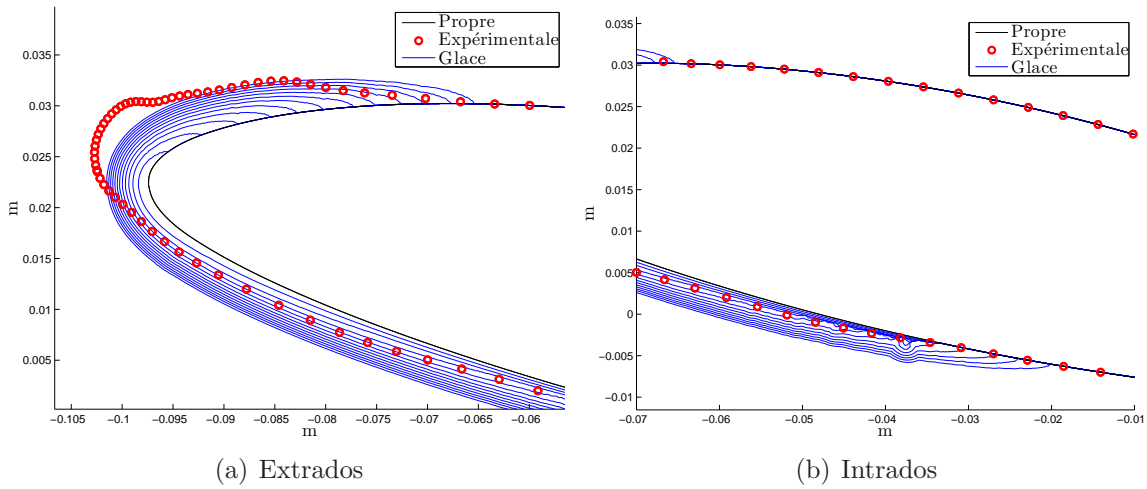 Propre
Expérimentale
Glace
0.035
0.03
0.025
0.02
0.015
0.01
0.005
m
−0.105 −0.1 −0.095 −0.09 −0.085 −0.08 −0.075 −0.07 −0.065 −0.06
m
(a) Extrados
Propre
Expérimentale
Glace
0.035
0.03
0.025
0.02
0.015
0.01
0.005
0
−0.005
−0.01
m
−0.07 −0.06 −0.05 −0.04 −0.03 −0.02 −0.01
m
(b) Intrados